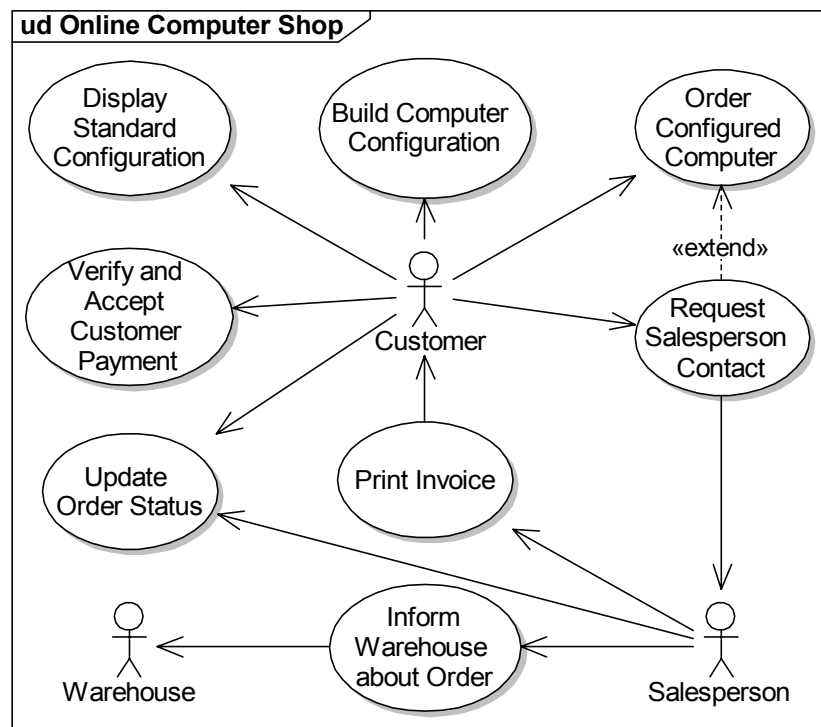 ud Online Computer Shop
Display
Standard
Configuration
Build Computer
Configuration
Order
Configured
Computer
«extend»
Verify and
Accept
Customer
Payment
Customer
Request
Salesperson
Contact
Update
Order Status
Print Invoice
Inform
Warehouse
about Order
Warehouse
Salesperson